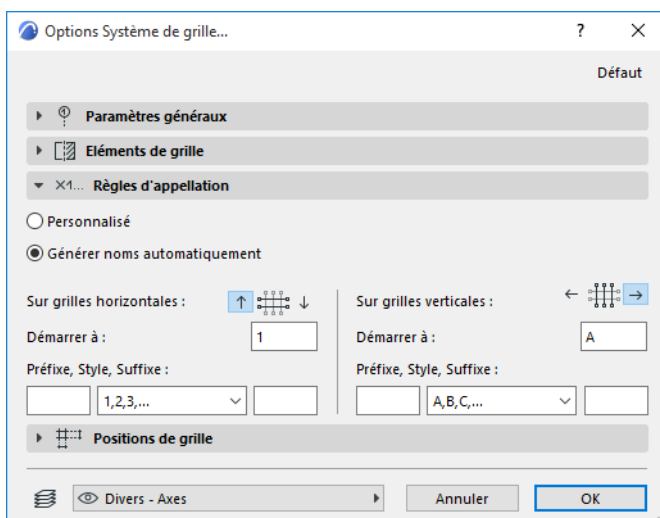 Options Système de grille...
?
Défaut
Paramètres généraux
Eléments de grille
X1... Règles d'appellation
Personnalisé
Générer noms automatiquement
Sur grilles horizontales :
Sur grilles verticales :
Démarrer à :
1
Démarrer à :
A
Préfixe, Style, Suffixe :
Préfixe, Style, Suffixe :
1,2,3,...
A,B,C,...
Positions de grille
Divers - Axes
Annuler
OK